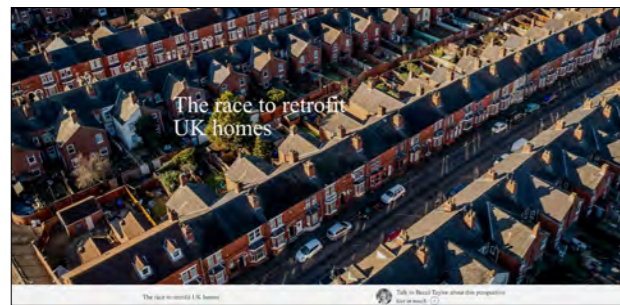 The race to retrofit
UK homes
The race to retrofit UK homes
Talk to Bazul Taylor about this perspective
Get in touch